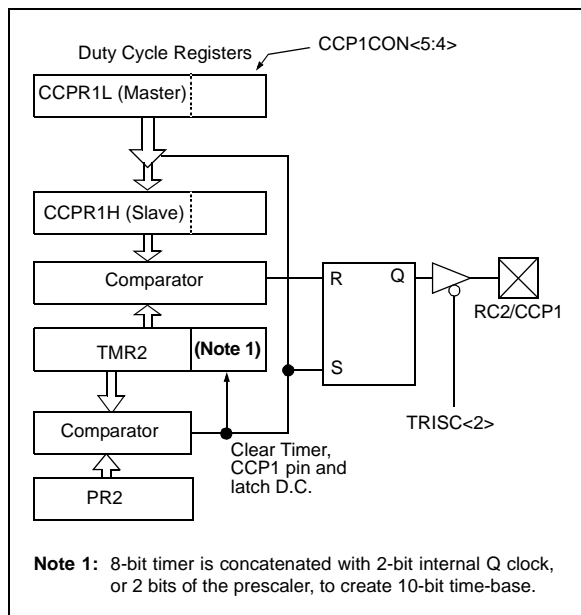 CCP1CON<5:4>
Duty Cycle Registers
CCPR1L (Master)
CCPR1H (Slave)
Comparator
R
Q
RC2/CCP1
TMR2
(Note 1)
S
TRISC<2>
Comparator
Clear Timer,
CCP1 pin and
latch D.C.
PR2
Note 1: 8-bit timer is concatenated with 2-bit internal Q clock,
or 2 bits of the prescaler, to create 10-bit time-base.